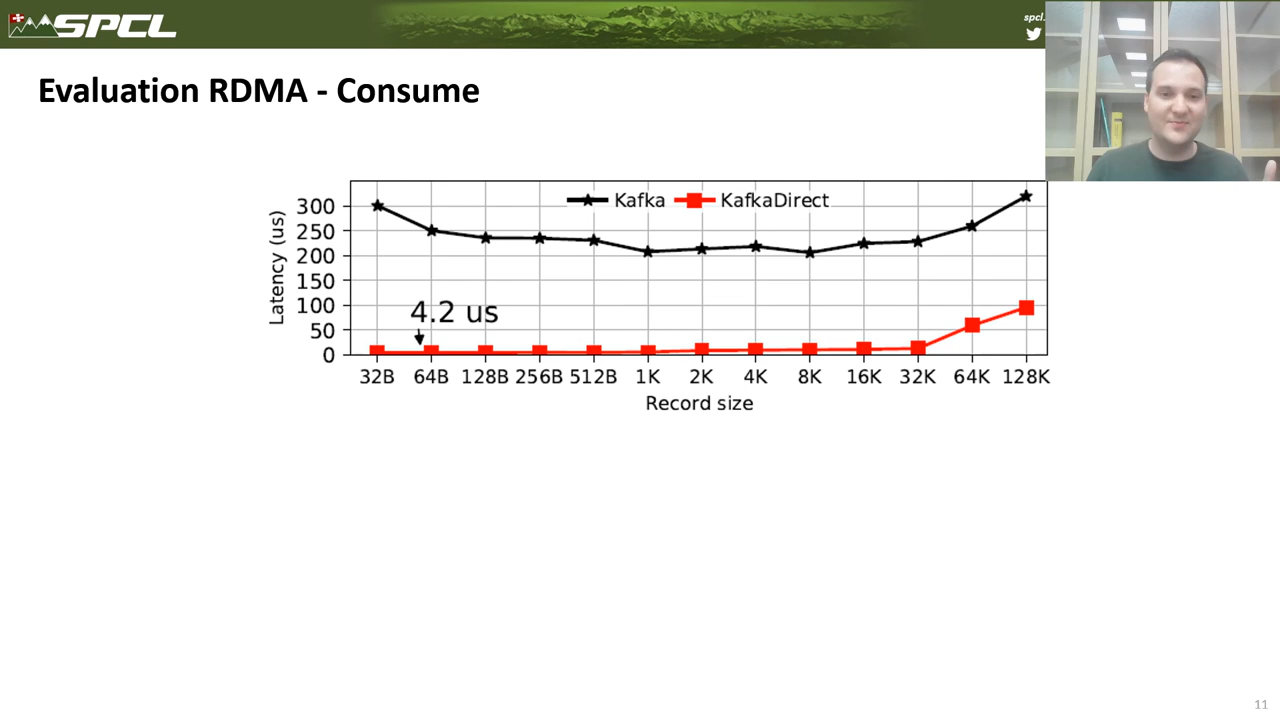 SPCL
spcl.
Evaluation RDMA - Consume
Kafka
KafkaDirect
Latency (us)
300
250
200
150
100
50
0
4.2 us
32B 64B 128B 256B 512B 1K 2K 4K 8K 16K 32K 64K 128K
Record size
11